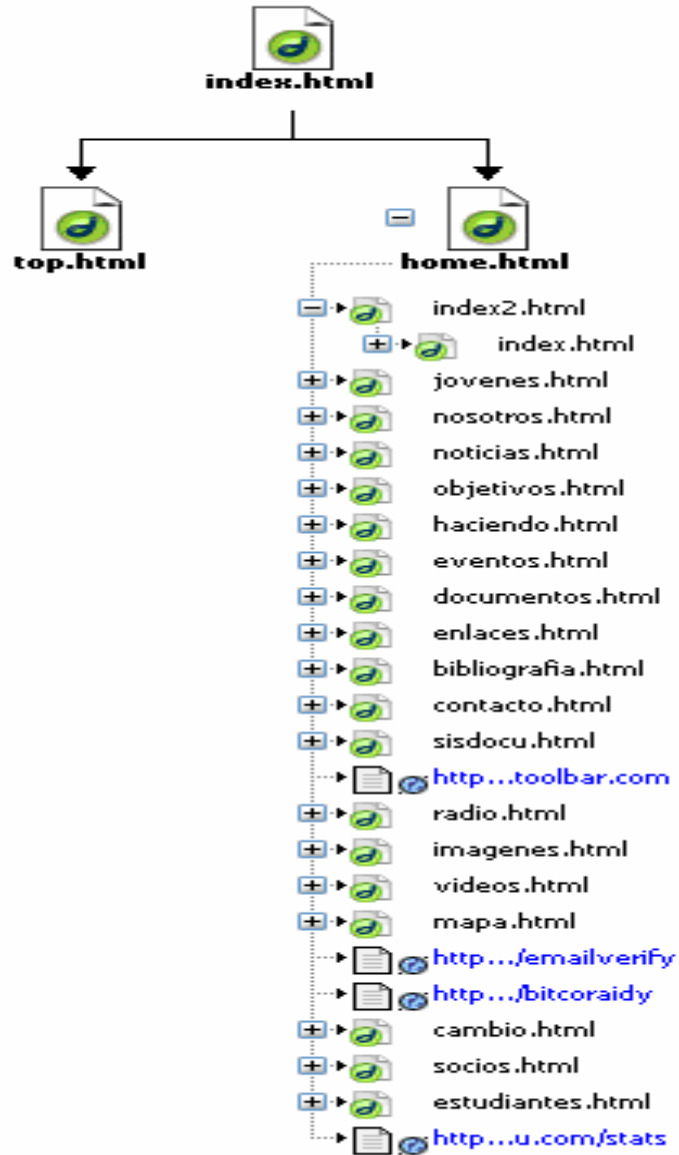 index.html
top.html
home.html
index2.html
index.html
jovenes.html
nosotros.html
noticias.html
objetivos.html
haciendo.html
eventos.html
documentos.html
enlaces.html
bibliografia.html
contacto.html
sisdocu.html
http...toolbar.com
radio.html
imagenes.html
videos.html
mapa.html
http.../emailverify
http.../bitcoraidy
cambio.html
socios.html
estudiantes.html
http...u.com/stats